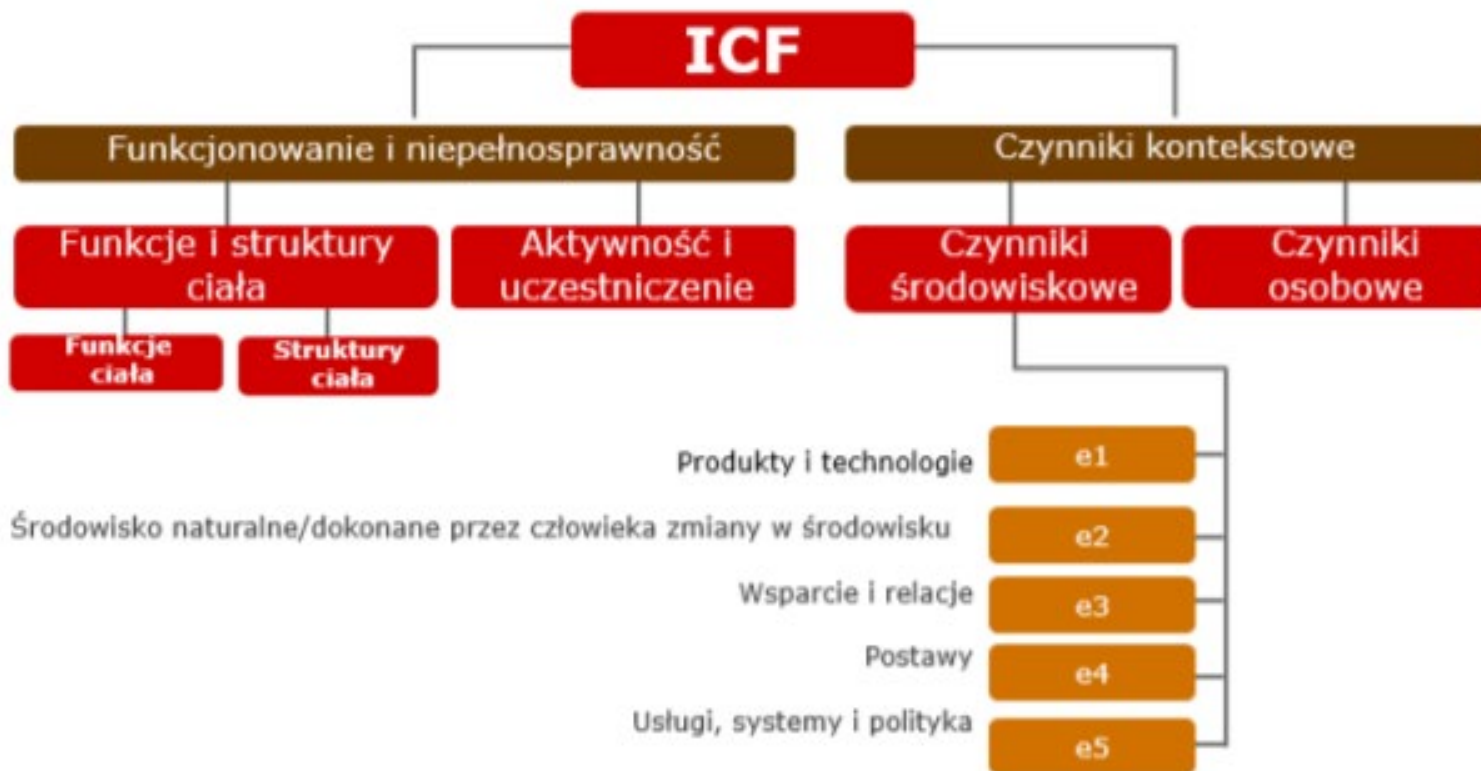 ICF
Funkcjonowanie i niepełnosprawność
Czynniki kontekstowe
Funkcje i struktury
ciała
Aktywność i
uczestniczenie
Czynniki
środowiskowe
Czynniki
osobowe
Funkcje
ciała
Struktury
ciała
Produkty i technologie
e1
Środowisko naturalne/dokonane przez człowieka zmiany w środowisku
e2
Wsparcie i relacje
e3
Postawy
e4
Usługi, systemy i polityka
e5